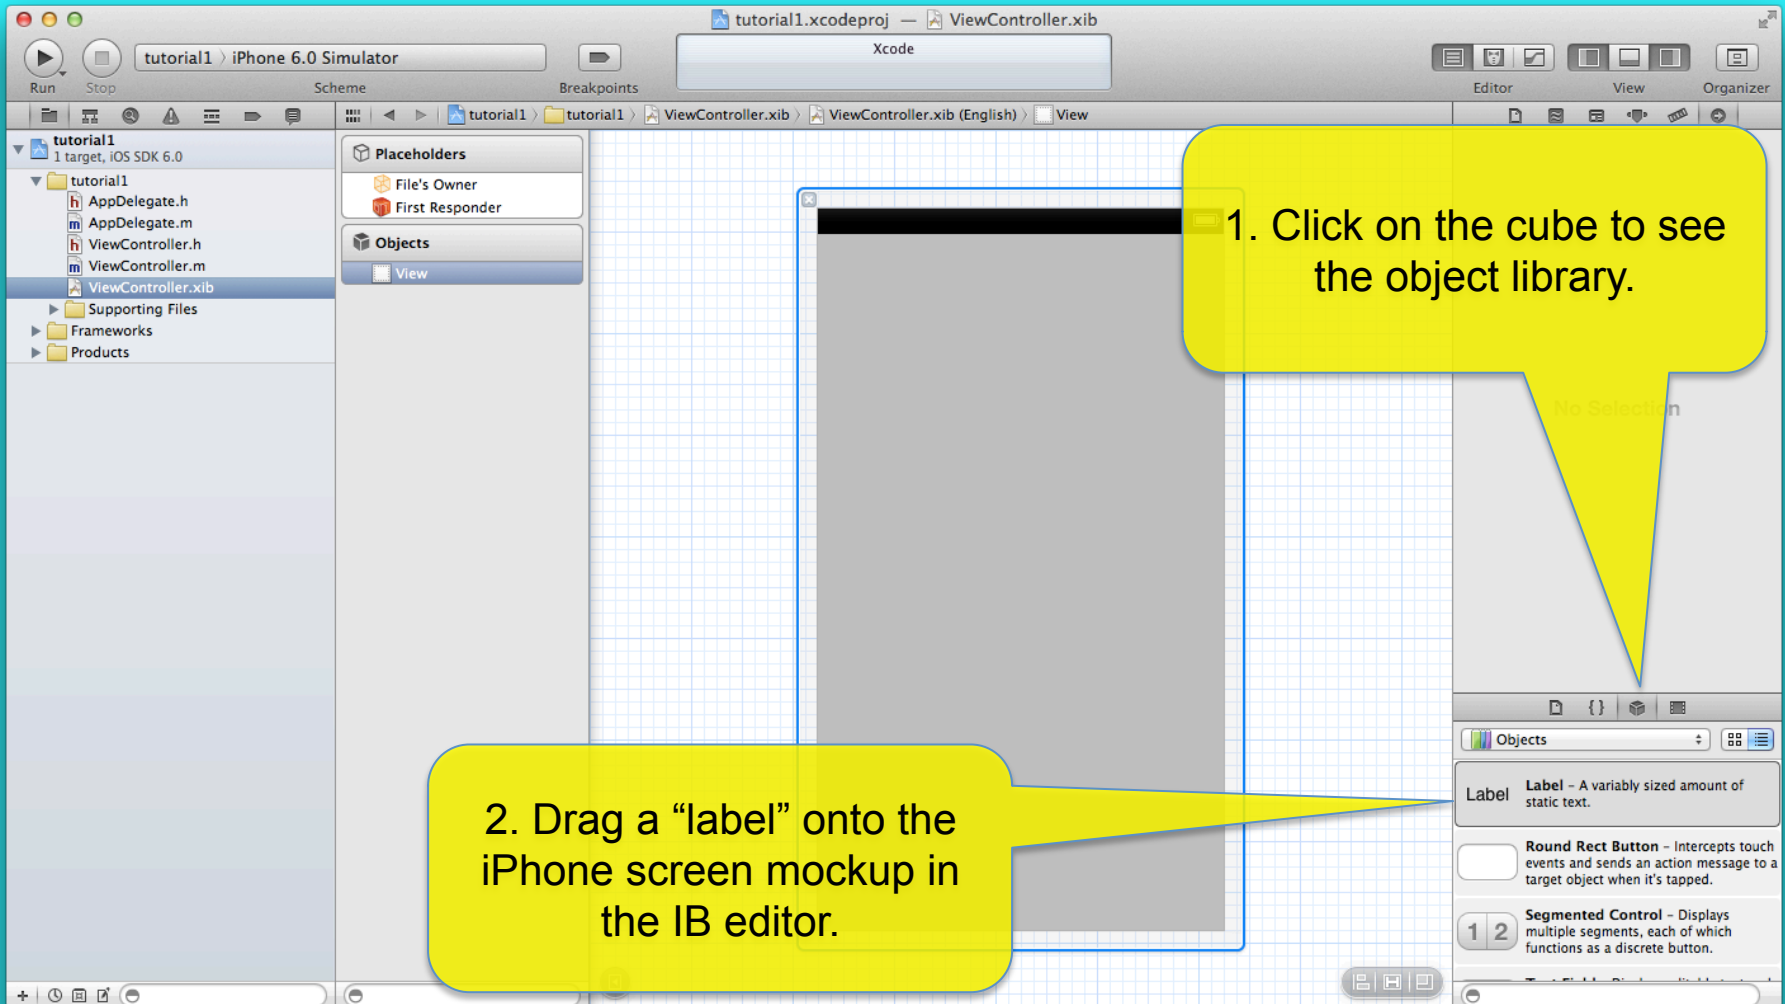 tutorial1.xcodeproj — ViewController.xib
tutorial1 〉 iPhone 6.0 Simulator
Xcode
Run
Stop
Scheme
Breakpoints
Editor
View
Organizer
tutorial1 〉 tutorial1 〉 ViewController.xib 〉 ViewController.xib (English) 〉 View
tutorial1
1 target, iOS SDK 6.0
tutorial1
h AppDelegate.h
m AppDelegate.m
h ViewController.h
m ViewController.m
ViewController.xib
Supporting Files
Frameworks
Products
Placeholders
File's Owner
First Responder
Objects
View
1. Click on the cube to see
the object library.
No Selection
2. Drag a “label” onto the
iPhone screen mockup in
the IB editor.
{ }
Objects
Label
Label – A variably sized amount of
static text.
Round Rect Button – Intercepts touch
events and sends an action message to a
target object when it's tapped.
1 2
Segmented Control – Displays
multiple segments, each of which
functions as a discrete button.